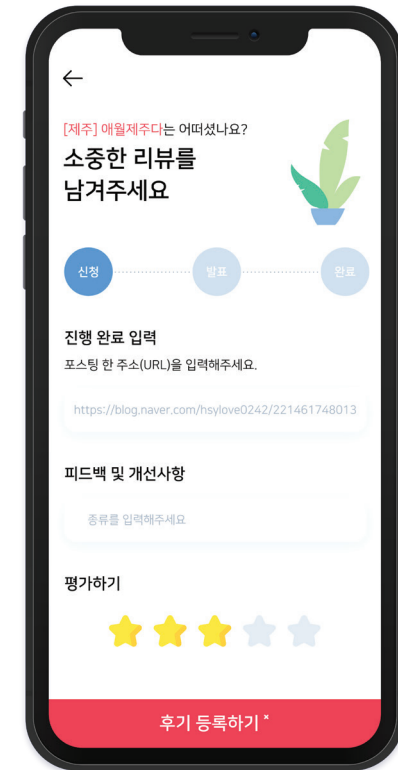 [제주] 애월제주다는 어떠셨나요?
소중한 리뷰를
남겨주세요
신청 발표 완료
진행 완료 입력
포스팅 한 주소(URL)을 입력해주세요.
https://blog.naver.com/hsylove0242/221461748013
피드백 및 개선사항
종류를 입력해주세요
평가하기
후기 등록하기